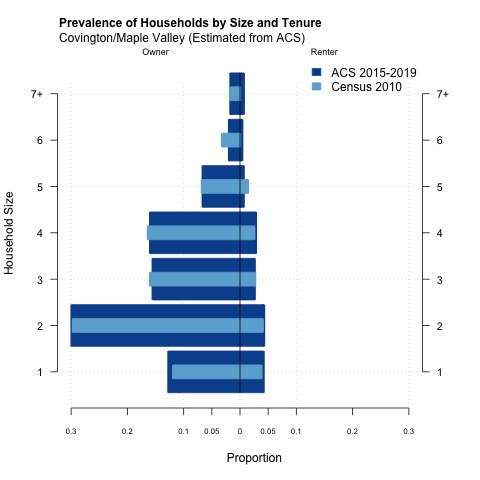 Prevalence of Households by Size and Tenure
Covington/Maple Valley (Estimated from ACS)
Owner Renter
ACS 2015-2019
Census 2010
7+ 7+
6 6
5 5
4 4
3 3
2 2
1 1
Household Size
0.3 0.2 0.1 0.05 0 0.05 0.1 0.2 0.3
Proportion